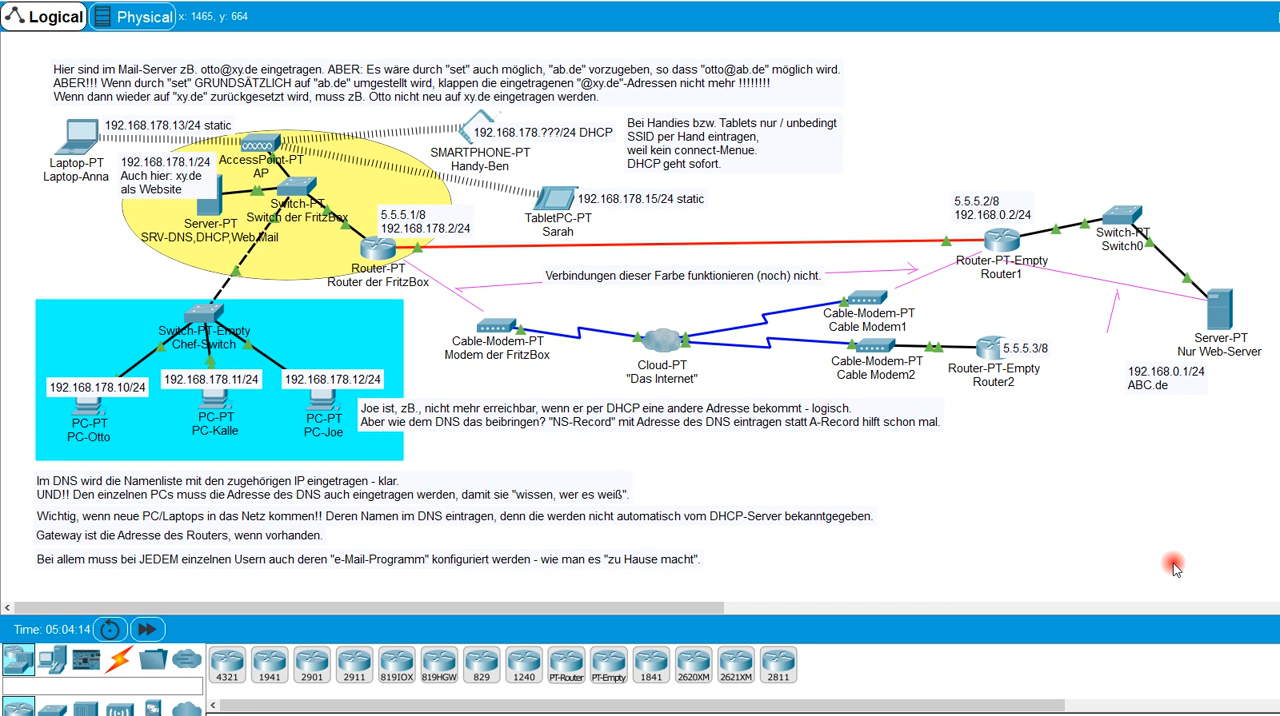 Logical
Physical
x: 1465, y: 664
Hier sind im Mail-Server zB. otto@xy.de eingetragen. ABER: Es wäre durch "set" auch möglich, "ab.de" vorzugeben, so dass "otto@ab.de" möglich wird.
ABER!!! Wenn durch "set" GRUNDSÄTZLICH auf "ab.de" umgestellt wird, klappen die eingetragenen "@xy.de"-Adressen nicht mehr !!!!!!!!
Wenn dann wieder auf "xy.de" zurückgesetzt wird, muss zB. Otto nicht neu auf xy.de eingetragen werden.
192.168.178.13/24 static
Laptop-PT
Laptop-Anna
192.168.178.1/24
Auch hier: xy.de
als Website
AccessPoint-PT
AP
192.168.178.???/24 DHCP
SMARTPHONE-PT
Handy-Ben
Bei Handies bzw. Tablets nur / unbedingt
SSID per Hand eintragen,
weil kein connect-Menue.
DHCP geht sofort.
Switch-PT
Switch der FritzBox
Server-PT
SRV-DNS,DHCP,Web,Mail
192.168.178.15/24 static
TabletPC-PT
Sarah
5.5.5.1/8
192.168.178.2/24
Router-PT
Router der FritzBox
5.5.5.2/8
192.168.0.2/24
Router-PT-Empty
Router1
Switch-PT
Switch0
Verbindungen dieser Farbe funktionieren (noch) nicht.
Cable-Modem-PT
Modem der FritzBox
Cloud-PT
"Das Internet"
Cable-Modem-PT
Cable Modem1
Cable-Modem-PT
Cable Modem2
5.5.5.3/8
Router-PT-Empty
Router2
Server-PT
Nur Web-Server
192.168.0.1/24
ABC.de
Switch-PT-Empty
Chef-Switch
192.168.178.10/24
192.168.178.11/24
192.168.178.12/24
PC-PT
PC-Otto
PC-PT
PC-Kalle
PC-PT
PC-Joe
Joe ist, zB., nicht mehr erreichbar, wenn er per DHCP eine andere Adresse bekommt - logisch.
Aber wie dem DNS das beibringen? "NS-Record" mit Adresse des DNS eintragen statt A-Record hilft schon mal.
Im DNS wird die Namenliste mit den zugehörigen IP eingetragen - klar.
UND!! Den einzelnen PCs muss die Adresse des DNS auch eingetragen werden, damit sie "wissen, wer es weiß".
Wichtig, wenn neue PC/Laptops in das Netz kommen!! Deren Namen im DNS eintragen, denn die werden nicht automatisch vom DHCP-Server bekanntgegeben.
Gateway ist die Adresse des Routers, wenn vorhanden.
Bei allem muss bei JEDEM einzelnen Usern auch deren "e-Mail-Programm" konfiguriert werden - wie man es "zu Hause macht".
Time: 05:04:14
4321 1941 2901 2911 819IOX 819HGW 829 1240 PT-Router PT-Empty 1841 2620XM 2621XM 2811